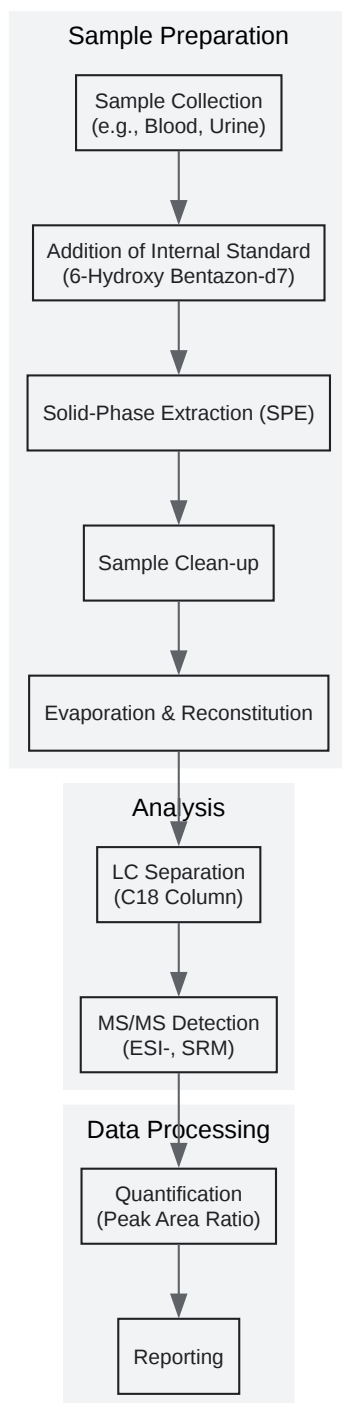 Sample Preparation
Sample Collection
(e.g., Blood, Urine)
Addition of Internal Standard
(6-Hydroxy Bentazon-d7)
Solid-Phase Extraction (SPE)
Sample Clean-up
Evaporation & Reconstitution
Analysis
LC Separation
(C18 Column)
MS/MS Detection
(ESI-, SRM)
Data Processing
Quantification
(Peak Area Ratio)
Reporting